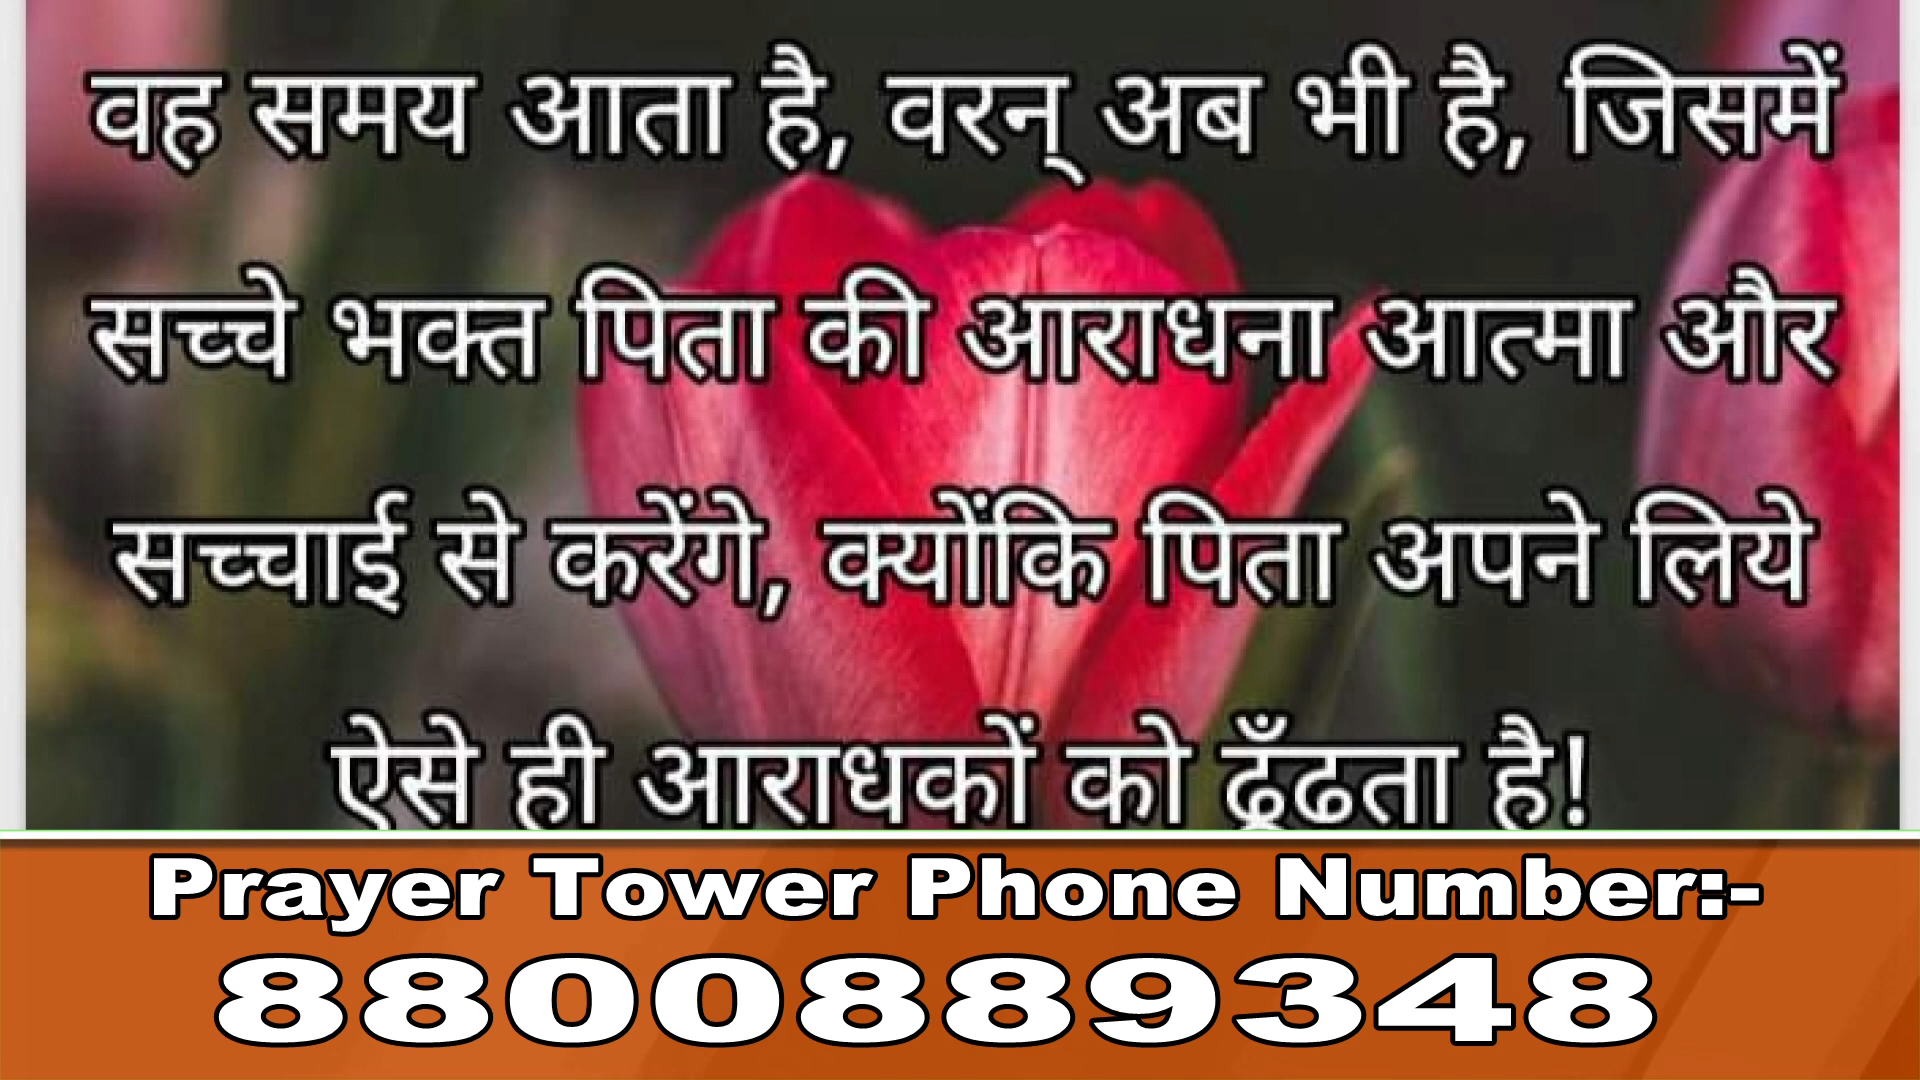 वह समय आता है, वरन् अब भी है, जिसमें
सच्चे भक्त पिता की आराधना आत्मा और
सच्चाई से करेंगे, क्योंकि पिता अपने लिये
ऐसे ही आराधकों को ढूँढता है!
Prayer Tower Phone Number:-
8800889348